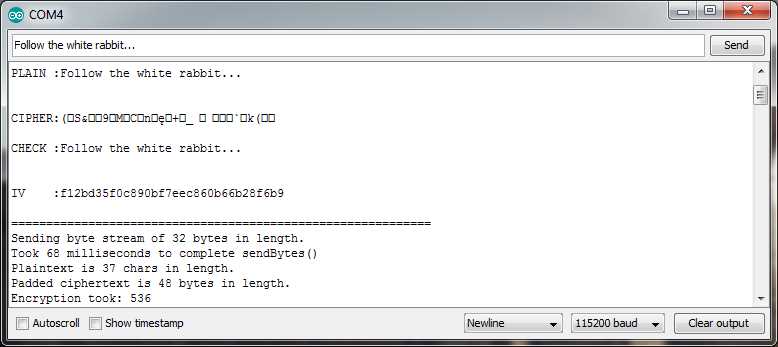 COM4
Follow the white rabbit...
Send
PLAIN :Follow the white rabbit...
CIPHER:(□S&□□9□M□C□n□ę□+□_ □ □□□`□k(□□
CHECK :Follow the white rabbit...
IV    :f12bd35f0c890bf7eec860b66b28f6b9
============================================================
Sending byte stream of 32 bytes in length.
Took 68 milliseconds to complete sendBytes()
Plaintext is 37 chars in length.
Padded ciphertext is 48 bytes in length.
Encryption took: 536
Autoscroll Show timestamp Newline 115200 baud Clear output